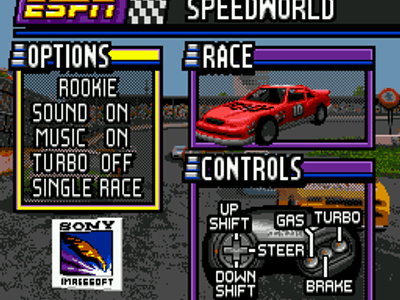 ESPN SPEEDWORLD
OPTIONS
ROOKIE
SOUND ON
MUSIC ON
TURBO OFF
SINGLE RACE
SONY
IMAGESOFT
RACE
10
CONTROLS
UP
SHIFT
GAS
TURBO
STEER
DOWN
SHIFT
BRAKE